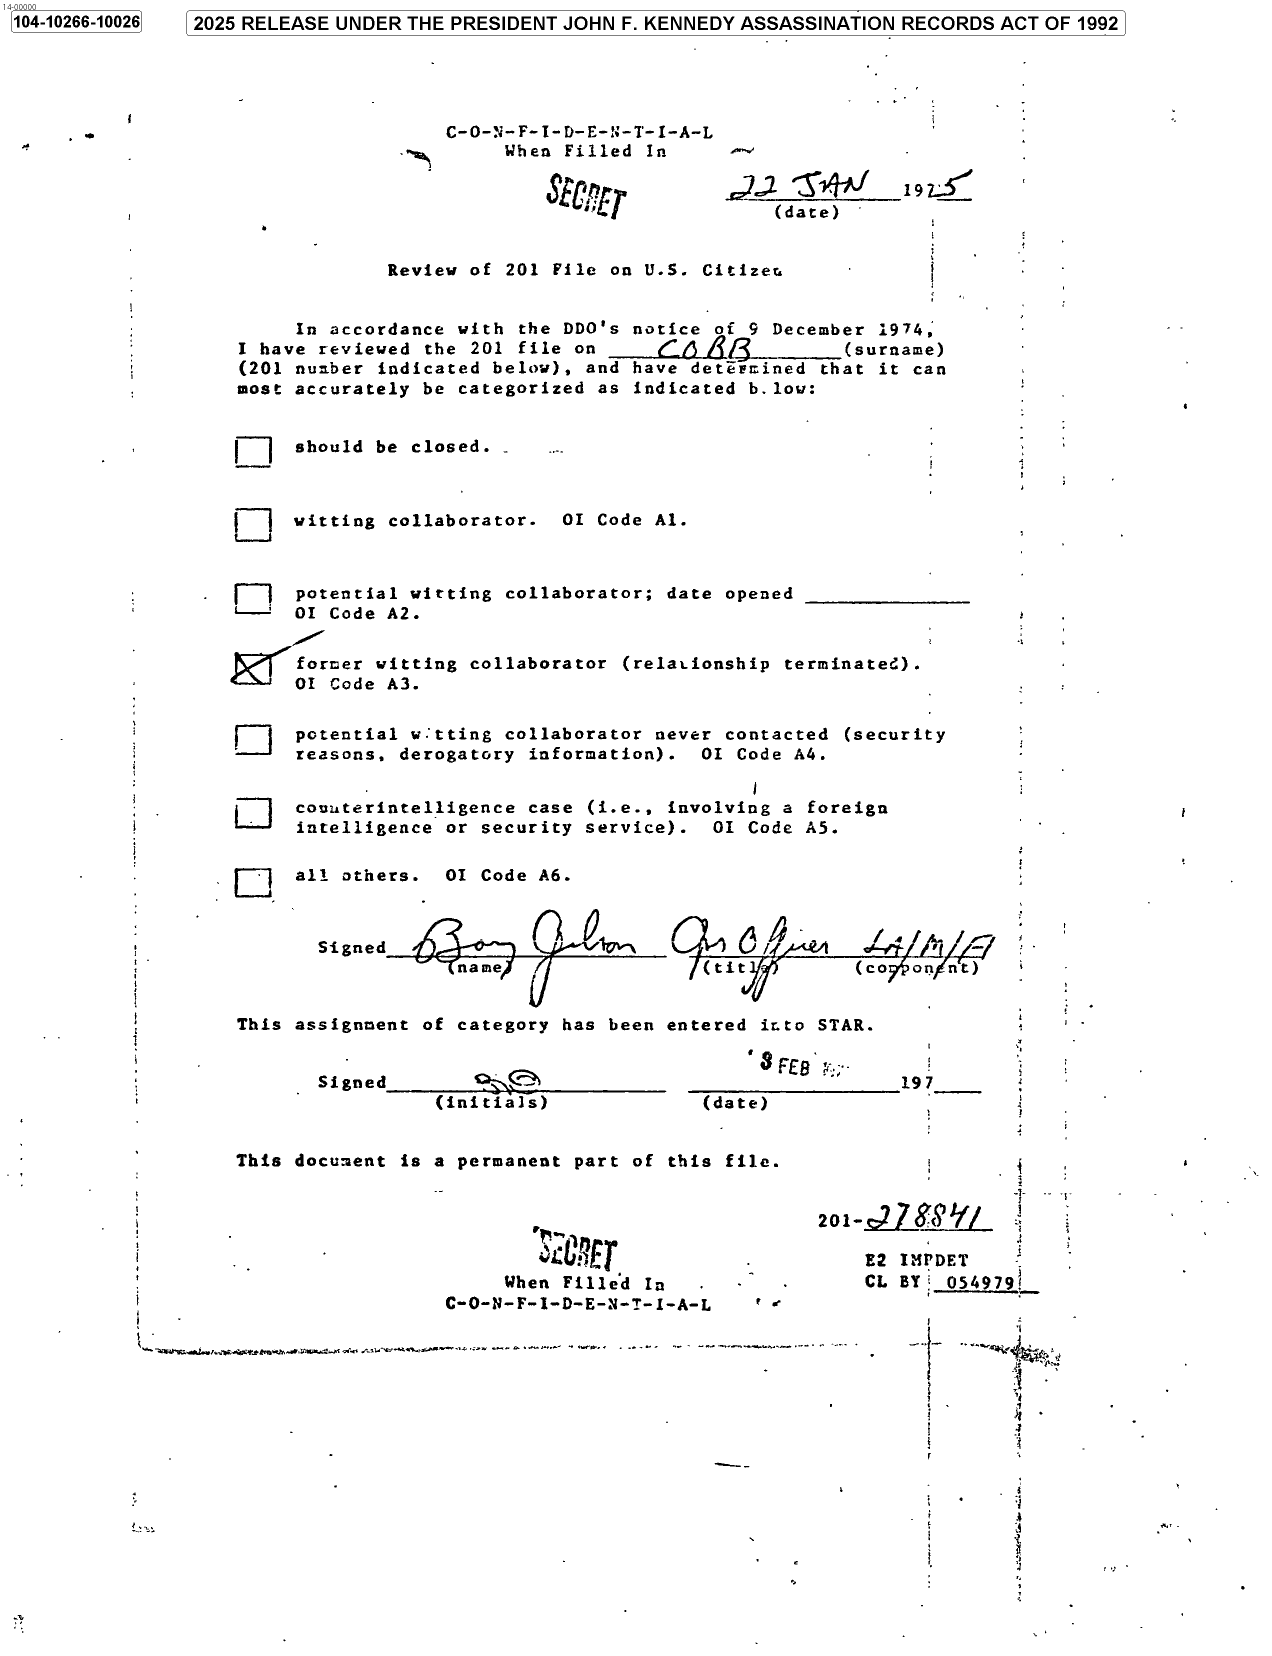 14-00000
104-10266-10026
2025 RELEASE UNDER THE PRESIDENT JOHN F. KENNEDY ASSASSINATION RECORDS ACT OF 1992
C-O-N-F-I-D-E-N-T-I-A-L
When Filled In
SECRET
22 JAN 1975
(date)
Review of 201 File on U.S. Citizen
In accordance with the DDO's notice of 9 December 1974,
I have reviewed the 201 file on COBB (surname)
(201 number indicated below), and have determined that it can
most accurately be categorized as indicated below:
should be closed.
witting collaborator. OI Code A1.
potential witting collaborator; date opened
OI Code A2.
former witting collaborator (relationship terminated).
OI Code A3.
potential witting collaborator never contacted (security
reasons, derogatory information). OI Code A4.
counterintelligence case (i.e., involving a foreign
intelligence or security service). OI Code A5.
all others. OI Code A6.
Signed Officer
(name) (title) (component)
This assignment of category has been entered into STAR.
FEB
Signed 197
(initials) (date)
This document is a permanent part of this file.
201-278841
SECRET
E2 IMPDET
When Filled In CL BY 054979
C-O-N-F-I-D-E-N-T-I-A-L